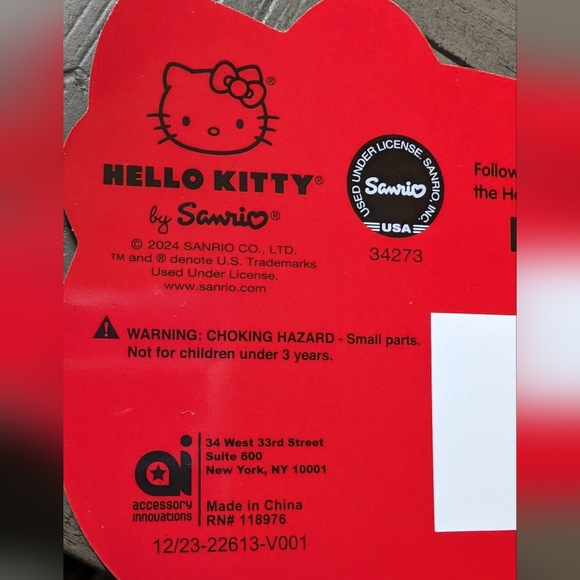 ®
HELLO KITTY®
by Sanrio®
© 2024 SANRIO CO., LTD.
™ and ® denote U.S. Trademarks
Used Under License.
www.sanrio.com
USED UNDER LICENSE. SANRIO, INC.
Sanrio
USA
34273
Follow
the He
WARNING: CHOKING HAZARD - Small parts.
Not for children under 3 years.
ai
accessory
innovations
34 West 33rd Street
Suite 600
New York, NY 10001
Made in China
RN# 118976
12/23-22613-V001